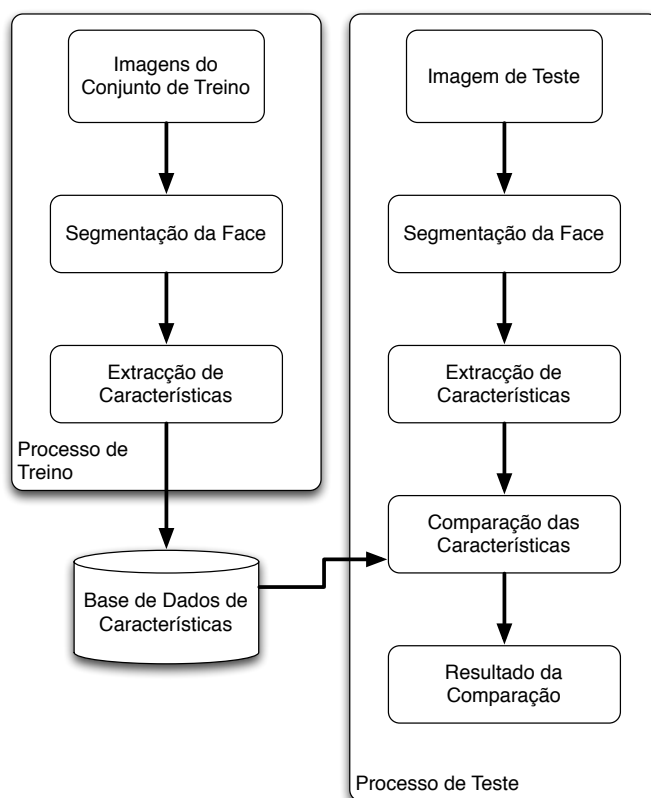 Imagens do
Conjunto de Treino
Segmentação da Face
Extracção de
Características
Processo de
Treino
Base de Dados de
Características
Imagem de Teste
Segmentação da Face
Extracção de
Características
Comparação das
Características
Resultado da
Comparação
Processo de Teste